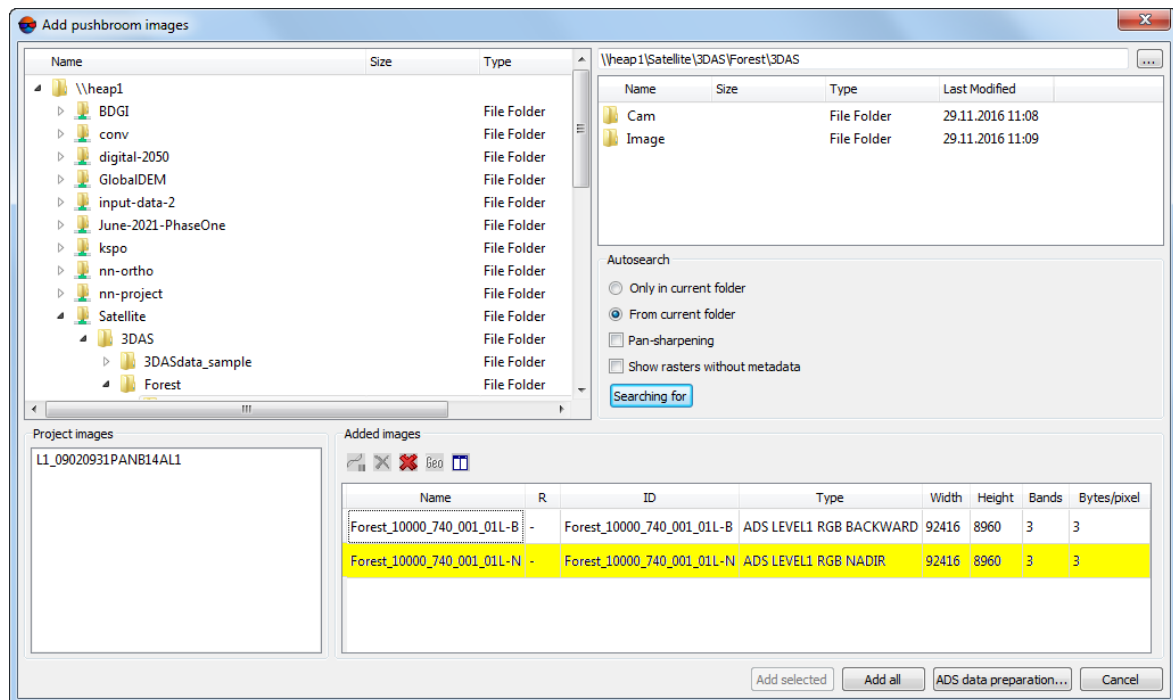 Add pushbroom images
Name Size Type
\\heap1
BDGI File Folder
conv File Folder
digital-2050 File Folder
GlobalDEM File Folder
input-data-2 File Folder
June-2021-PhaseOne File Folder
kspo File Folder
nn-ortho File Folder
nn-project File Folder
Satellite File Folder
3DAS File Folder
3DASdata_sample File Folder
Forest File Folder
\\heap1\Satellite\3DAS\Forest\3DAS ...
Name Size Type Last Modified
Cam File Folder 29.11.2016 11:08
Image File Folder 29.11.2016 11:09
Autosearch
Only in current folder
From current folder
Pan-sharpening
Show rasters without metadata
Searching for
Project images
L1_09020931PANB14AL1
Added images
Geo
Name R ID Type Width Height Bands Bytes/pixel
Forest_10000_740_001_01L-B - Forest_10000_740_001_01L-B ADS LEVEL1 RGB BACKWARD 92416 8960 3 3
Forest_10000_740_001_01L-N - Forest_10000_740_001_01L-N ADS LEVEL1 RGB NADIR 92416 8960 3 3
Add selected Add all ADS data preparation... Cancel